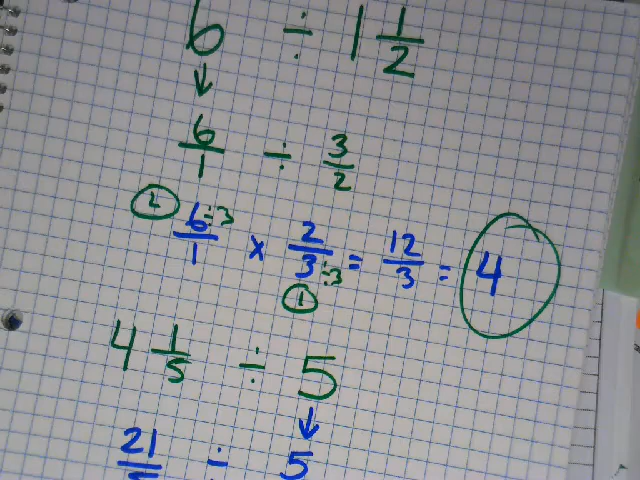 6 ÷ 1 1/2
↓
6/1 ÷ 3/2
② 6÷3/1 x 2/3÷3 = 12/3 = 4
①
4 1/5 ÷ 5
↓
21/5 ÷ 5